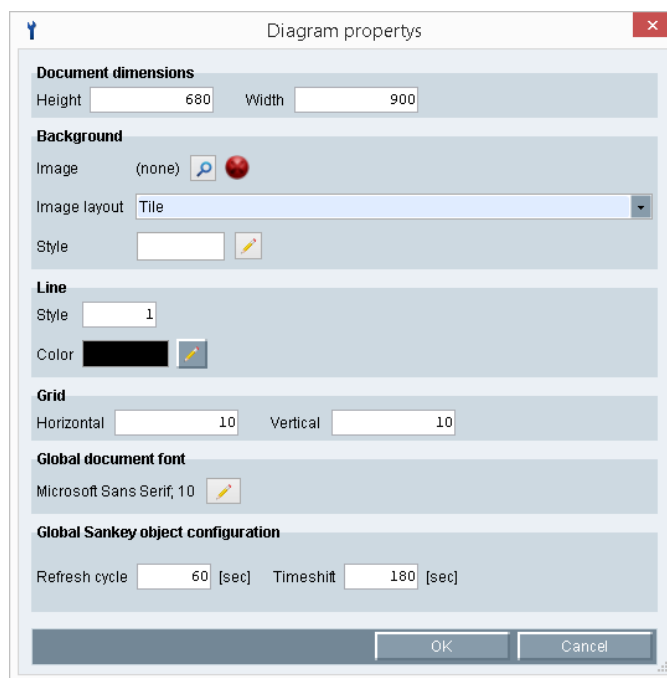 Diagram propertys
Document dimensions
Height 680 Width 900
Background
Image (none)
Image layout Tile
Style
Line
Style 1
Color
Grid
Horizontal 10 Vertical 10
Global document font
Microsoft Sans Serif; 10
Global Sankey object configuration
Refresh cycle 60 [sec] Timeshift 180 [sec]
OK Cancel